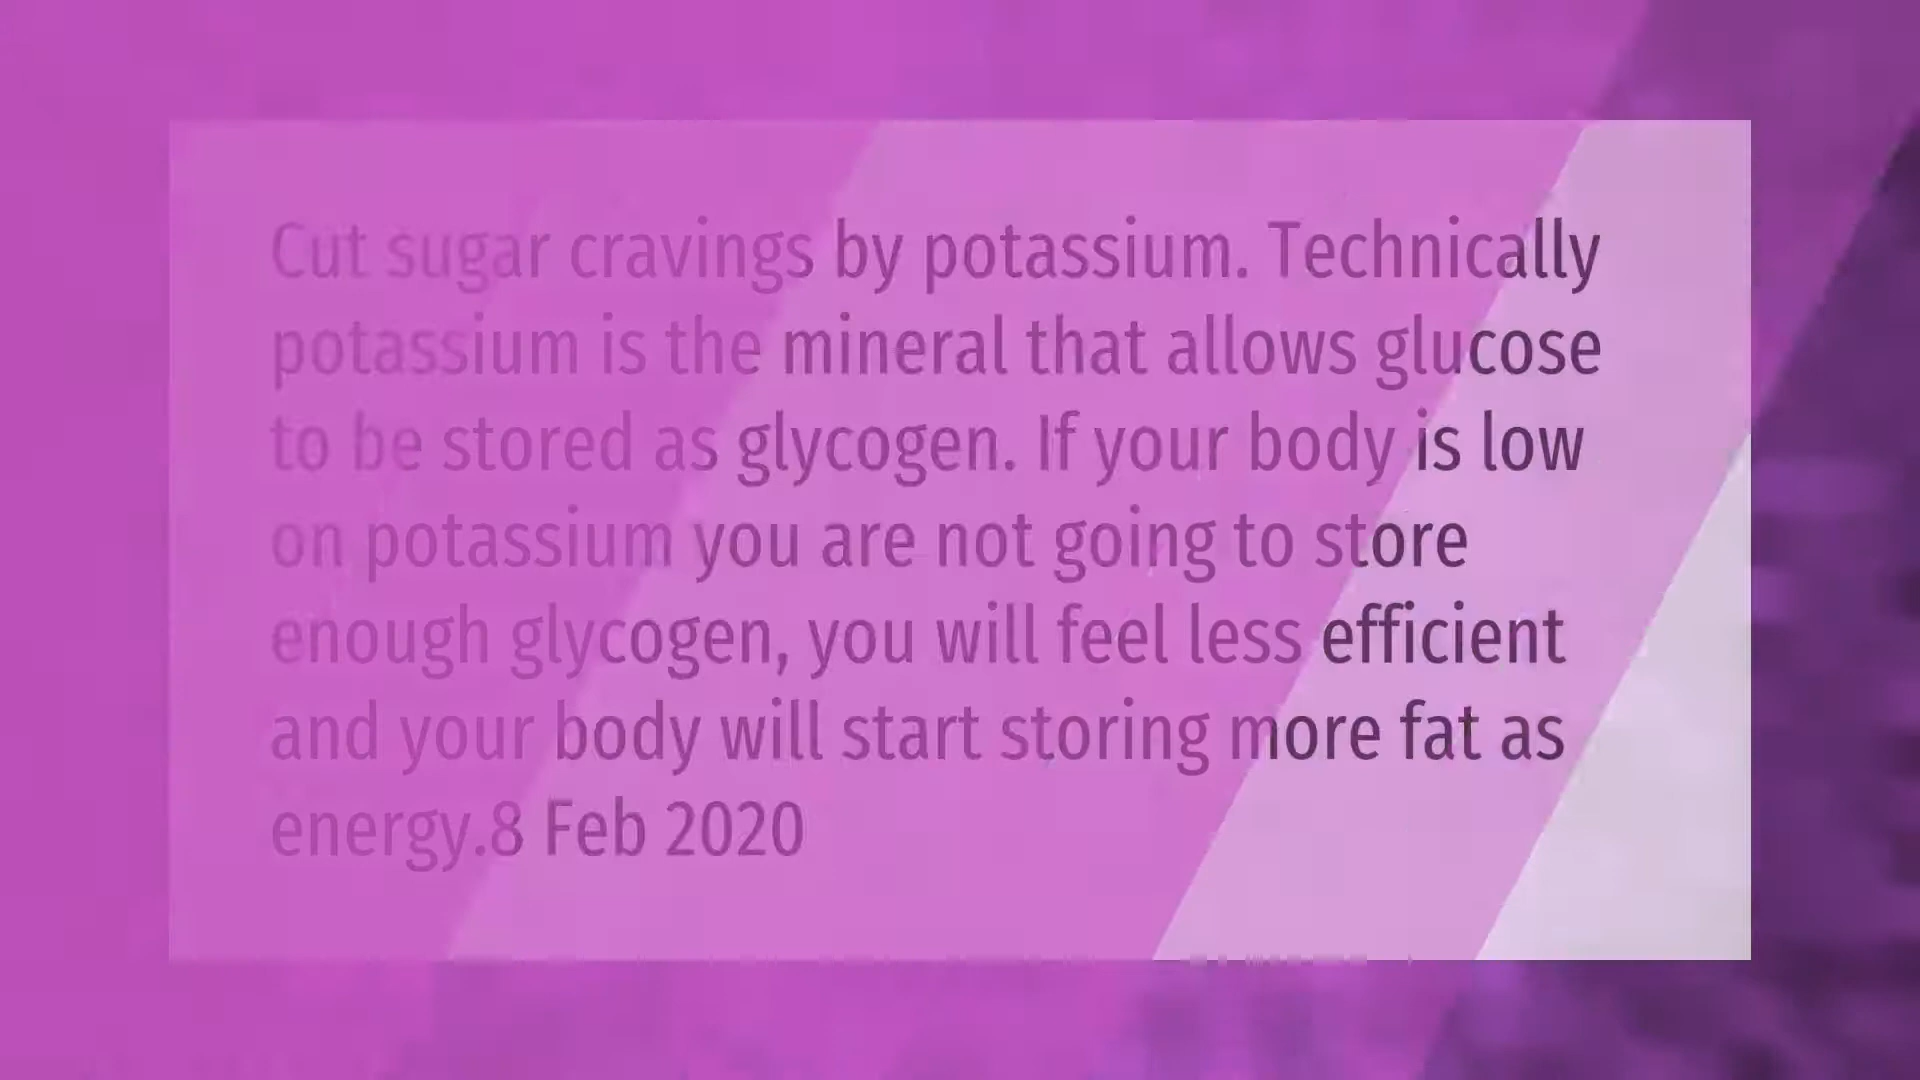 Cut sugar cravings by potassium. Technically
potassium is the mineral that allows glucose
to be stored as glycogen. If your body is low
on potassium you are not going to store
enough glycogen, you will feel less efficient
and your body will start storing more fat as
energy.8 Feb 2020